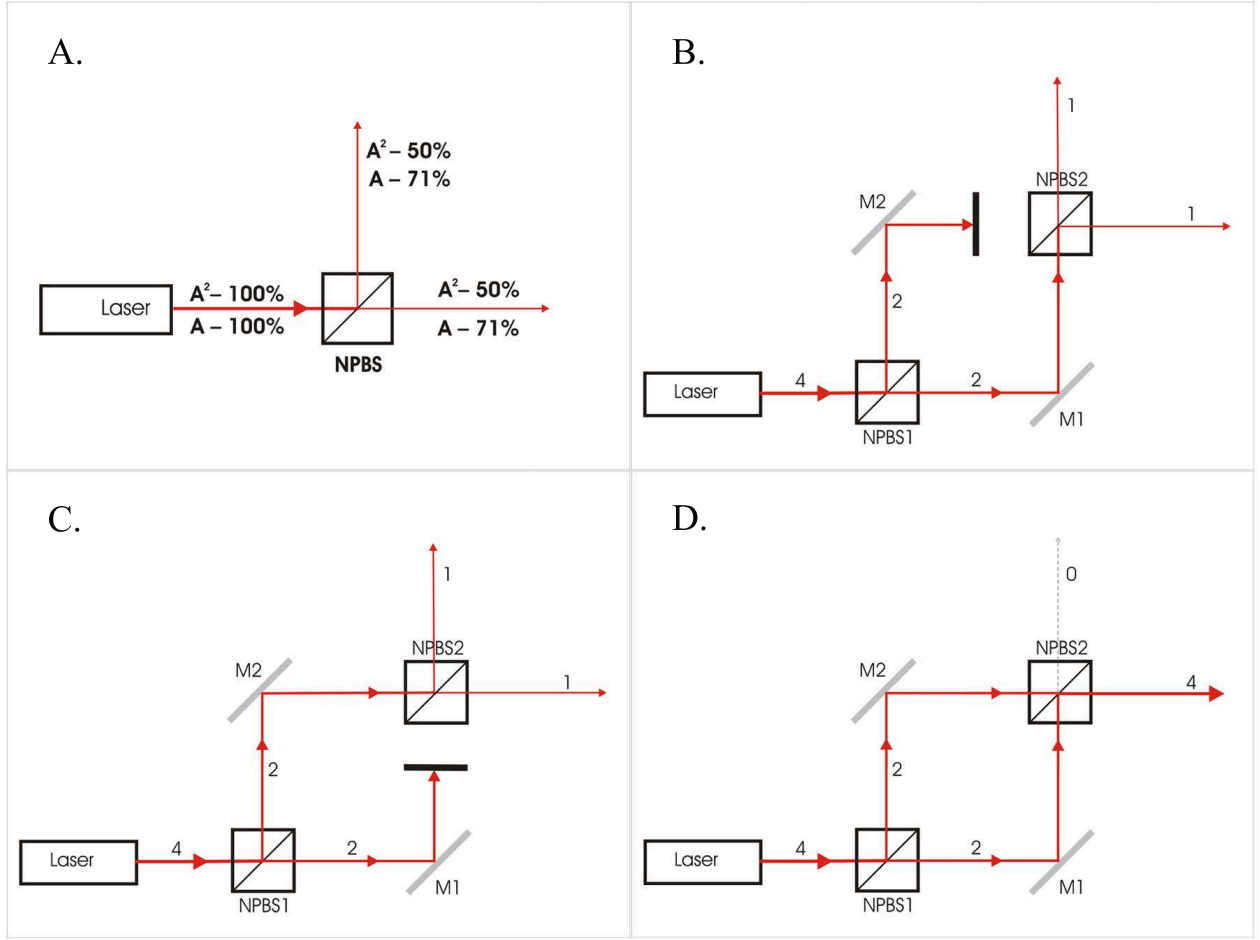 A.
A² – 50%
A – 71%
Laser
A² – 100%
A – 100%
A² – 50%
A – 71%
NPBS
B.
1
NPBS2
M2
1
2
Laser
4
2
NPBS1
M1
C.
1
NPBS2
M2
1
2
Laser
4
2
NPBS1
M1
D.
0
NPBS2
M2
4
2
Laser
4
2
NPBS1
M1